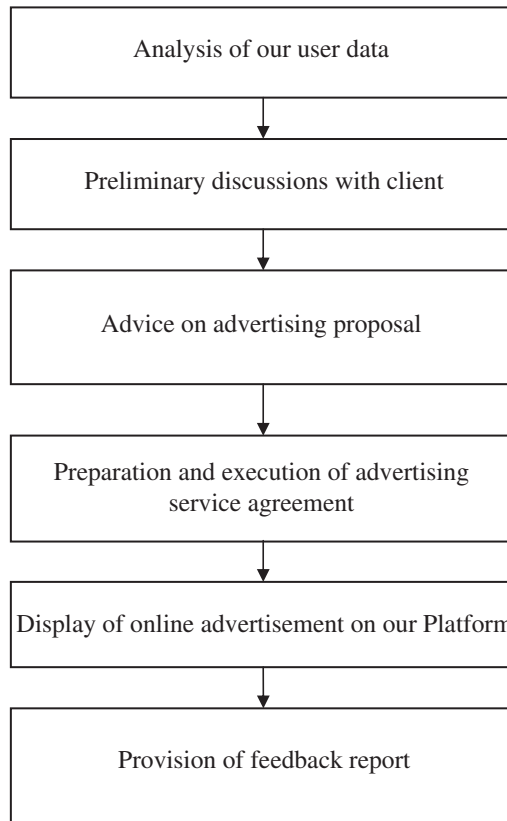 Analysis of our user data
Preliminary discussions with client
Advice on advertising proposal
Preparation and execution of advertising
service agreement
Display of online advertisement on our Platform
Provision of feedback report